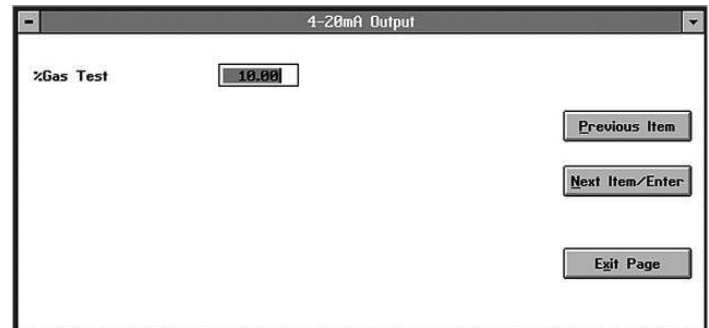 4-20mA Output
%Gas Test 10.00
Previous Item
Next Item/Enter
Exit Page